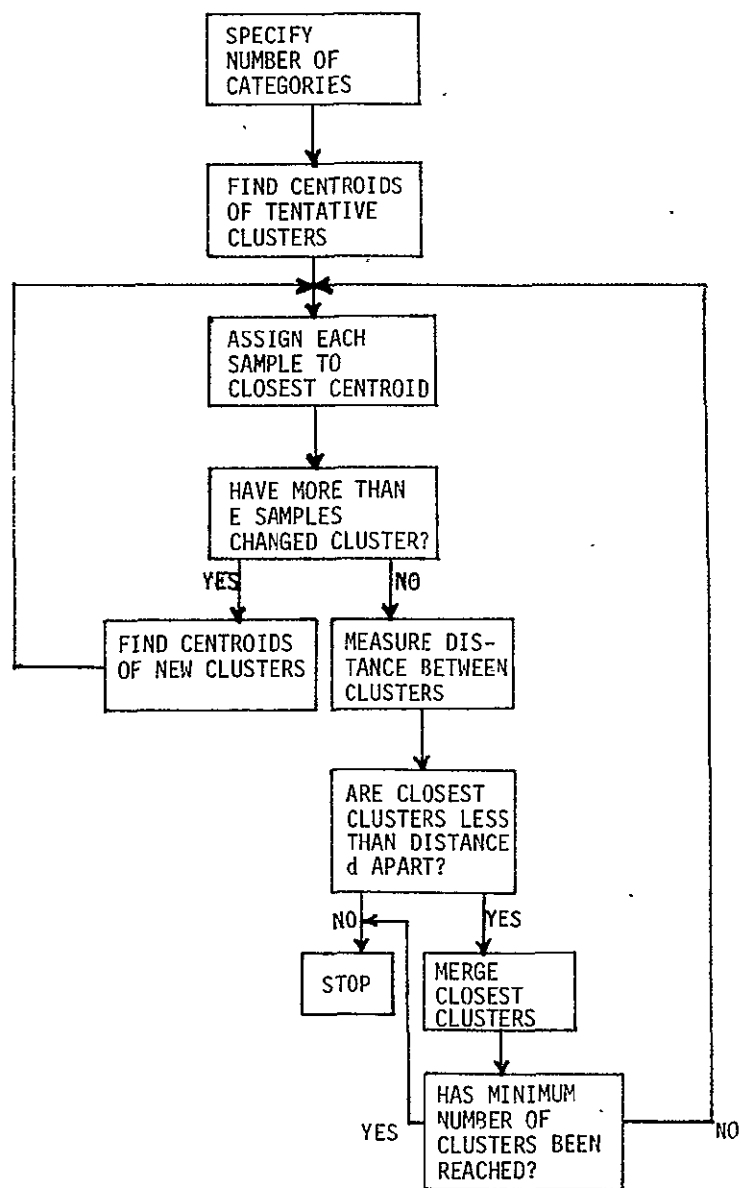 SPECIFY
NUMBER OF
CATEGORIES
FIND CENTROIDS
OF TENTATIVE
CLUSTERS
ASSIGN EACH
SAMPLE TO
CLOSEST CENTROID
HAVE MORE THAN
E SAMPLES
CHANGED CLUSTER?
YES
NO
FIND CENTROIDS
OF NEW CLUSTERS
MEASURE DIS-
TANCE BETWEEN
CLUSTERS
ARE CLOSEST
CLUSTERS LESS
THAN DISTANCE
d APART?
NO
YES
STOP
MERGE
CLOSEST
CLUSTERS
HAS MINIMUM
NUMBER OF
CLUSTERS BEEN
REACHED?
YES
NO